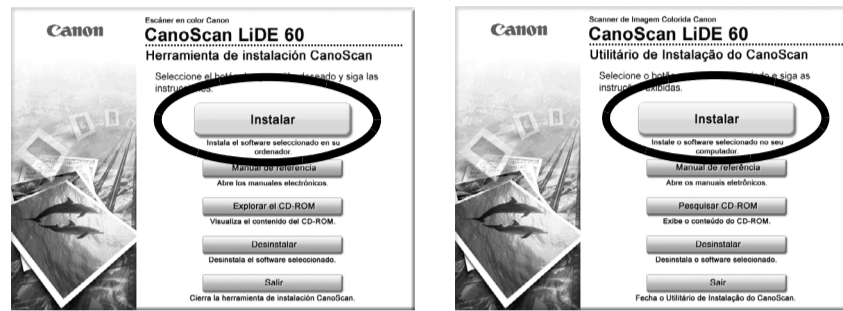 Canon
Escáner en color Canon
CanoScan LiDE 60
Herramienta de instalación CanoScan
Seleccione el deseado y siga las
Instalar
Instala el software seleccionado en su
ordenador.
Manual de referencia
Abre los manuales electrónicos.
Explorar el CD-ROM
Visualiza el contenido del CD-ROM.
Desinstalar
Desinstala el software seleccionado.
Salir
Cierra la herramienta de instalación CanoScan.
Canon
Scanner de Imagem Colorida Canon
CanoScan LiDE 60
Utilitário de Instalação do CanoScan
Selecione o e siga as
exibidas.
Instalar
Instale o software selecionado no seu
computador.
Manual de referência
Abre os manuais eletrônicos.
Pesquisar CD-ROM
Exibe o conteúdo do CD-ROM.
Desinstalar
Desinstala o software selecionado.
Sair
Fecha o Utilitário de Instalação do CanoScan.